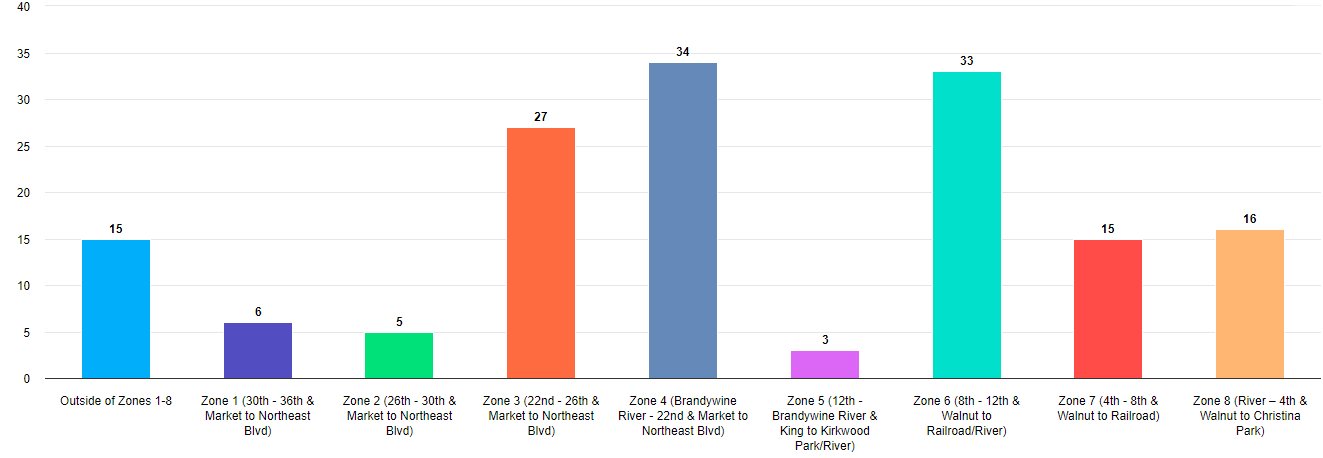 40
35
30
25
20
15
10
5
0
15
6
5
27
34
3
33
15
16
Outside of Zones 1-8
Zone 1 (30th - 36th &
Market to Northeast
Blvd)
Zone 2 (26th - 30th &
Market to Northeast
Blvd)
Zone 3 (22nd - 26th &
Market to Northeast
Blvd)
Zone 4 (Brandywine
River - 22nd & Market to
Northeast Blvd)
Zone 5 (12th -
Brandywine River &
King to Kirkwood
Park/River)
Zone 6 (8th - 12th &
Walnut to
Railroad/River)
Zone 7 (4th - 8th &
Walnut to Railroad)
Zone 8 (River – 4th &
Walnut to Christina
Park)